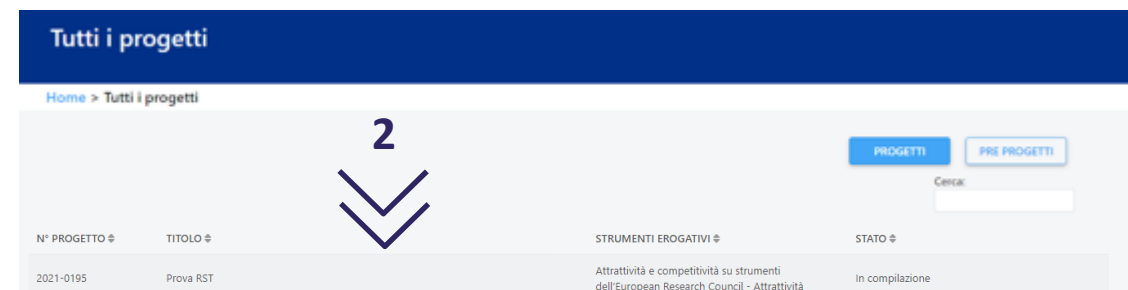 Tutti i progetti
Home > Tutti i progetti
2
PROGETTI PRE PROGETTI
Cerca:
N° PROGETTO TITOLO STRUMENTI EROGATIVI STATO
2021-0195 Prova RST Attrattività e competitività su strumenti In compilazione
dell'European Research Council - Attrattività